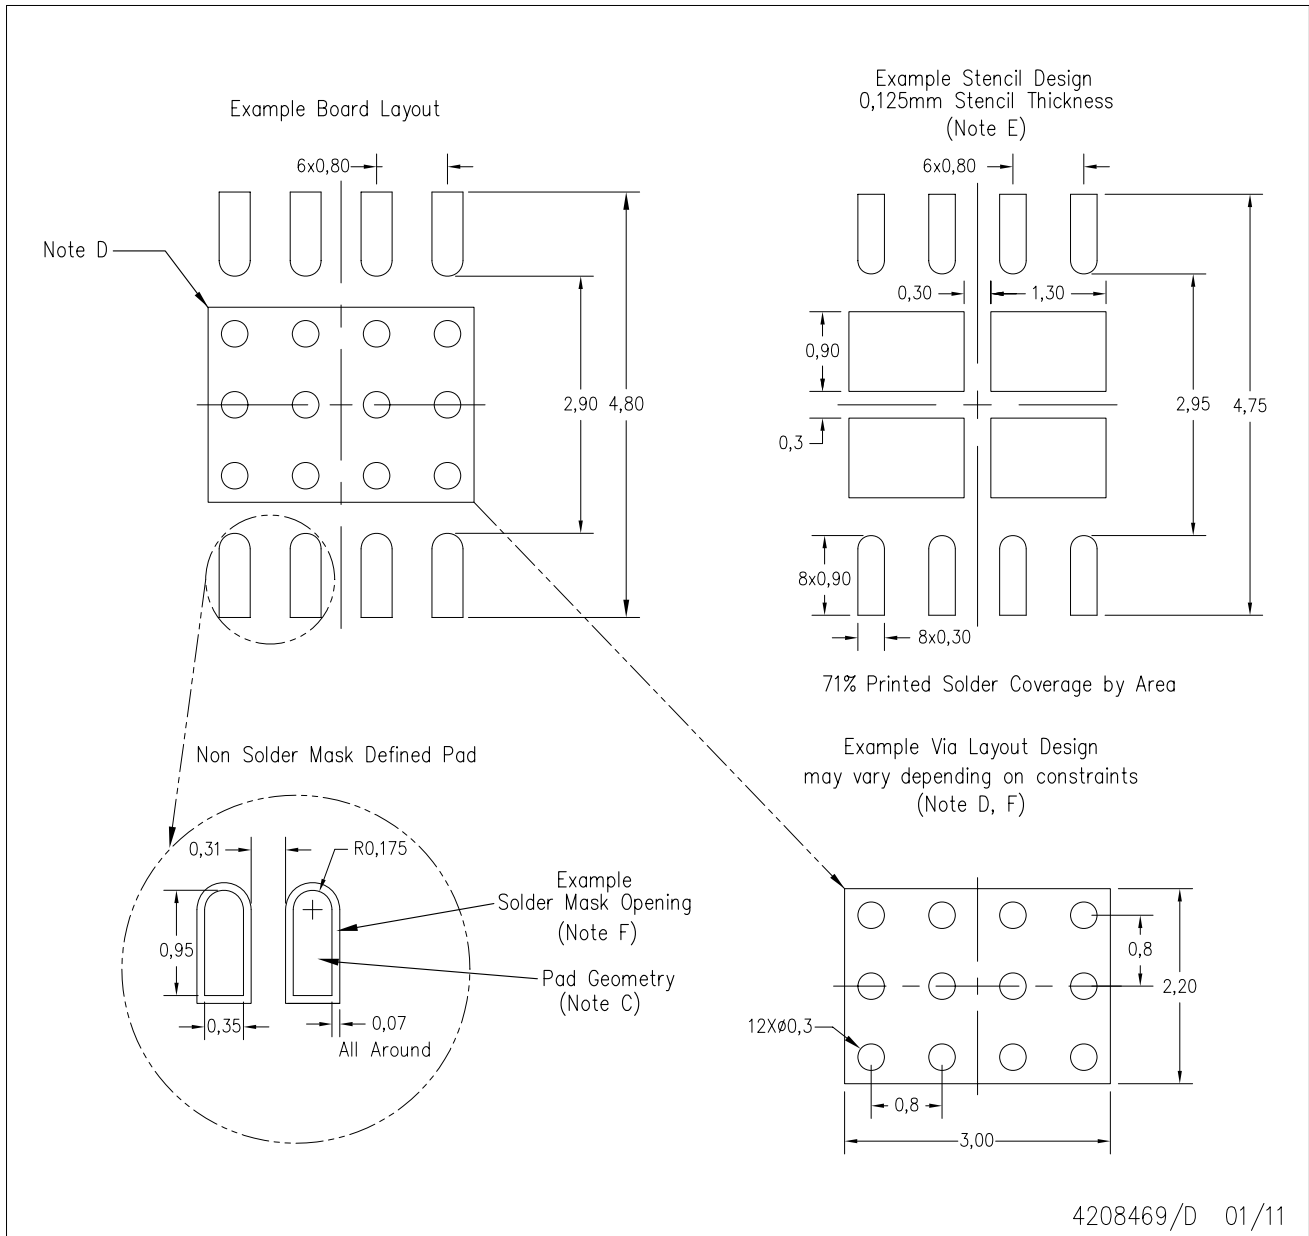 Example Board Layout
6x0,80
Note D
2,90
4,80
Example Stencil Design
0,125mm Stencil Thickness
(Note E)
6x0,80
0,30
1,30
0,90
0,3
2,95
4,75
8x0,90
8x0,30
71% Printed Solder Coverage by Area
Non Solder Mask Defined Pad
0,31
R0,175
0,95
0,35
0,07
All Around
Example
Solder Mask Opening
(Note F)
Pad Geometry
(Note C)
Example Via Layout Design
may vary depending on constraints
(Note D, F)
0,8
2,20
12XØ0,3
0,8
3,00
4208469/D 01/11